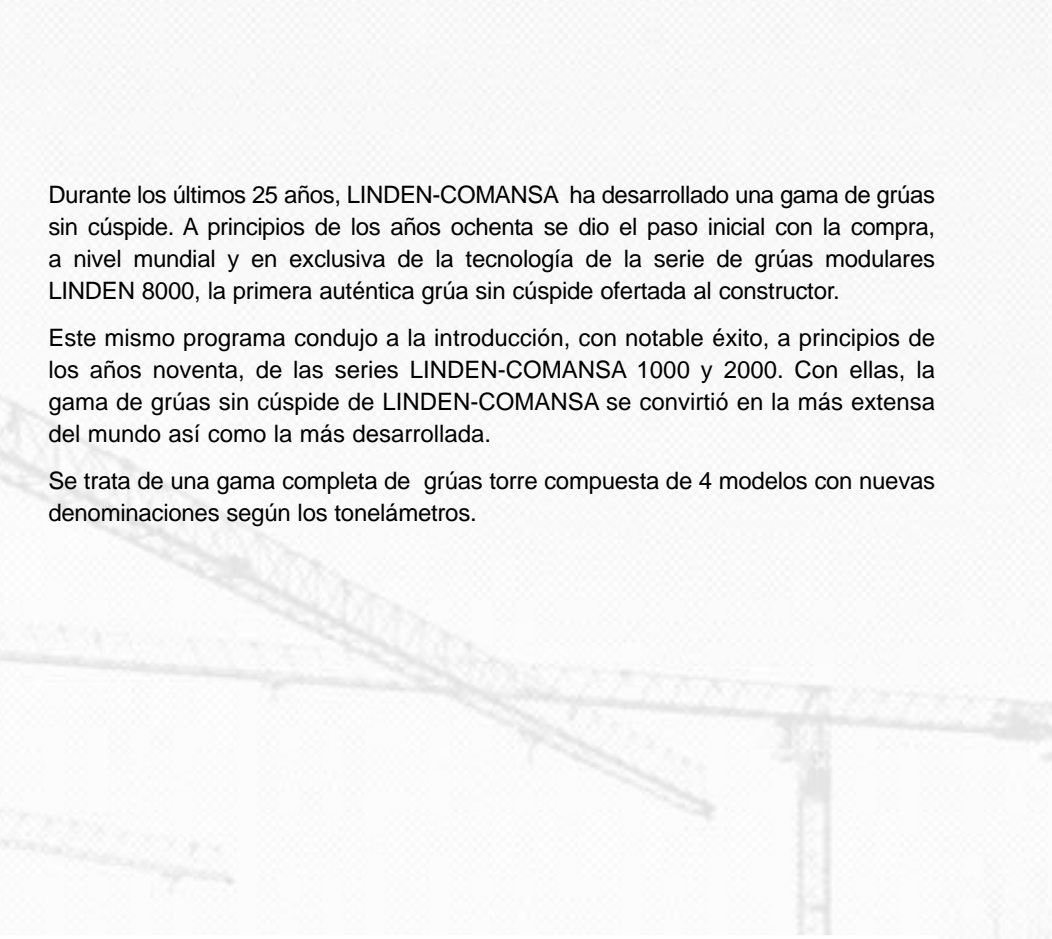 Durante los últimos 25 años, LINDEN-COMANSA ha desarrollado una gama de grúas
sin cúspide. A principios de los años ochenta se dio el paso inicial con la compra,
a nivel mundial y en exclusiva de la tecnología de la serie de grúas modulares
LINDEN 8000, la primera auténtica grúa sin cúspide ofertada al constructor.
Este mismo programa condujo a la introducción, con notable éxito, a principios de
los años noventa, de las series LINDEN-COMANSA 1000 y 2000. Con ellas, la
gama de grúas sin cúspide de LINDEN-COMANSA se convirtió en la más extensa
del mundo así como la más desarrollada.
Se trata de una gama completa de grúas torre compuesta de 4 modelos con nuevas
denominaciones según los tonelámetros.